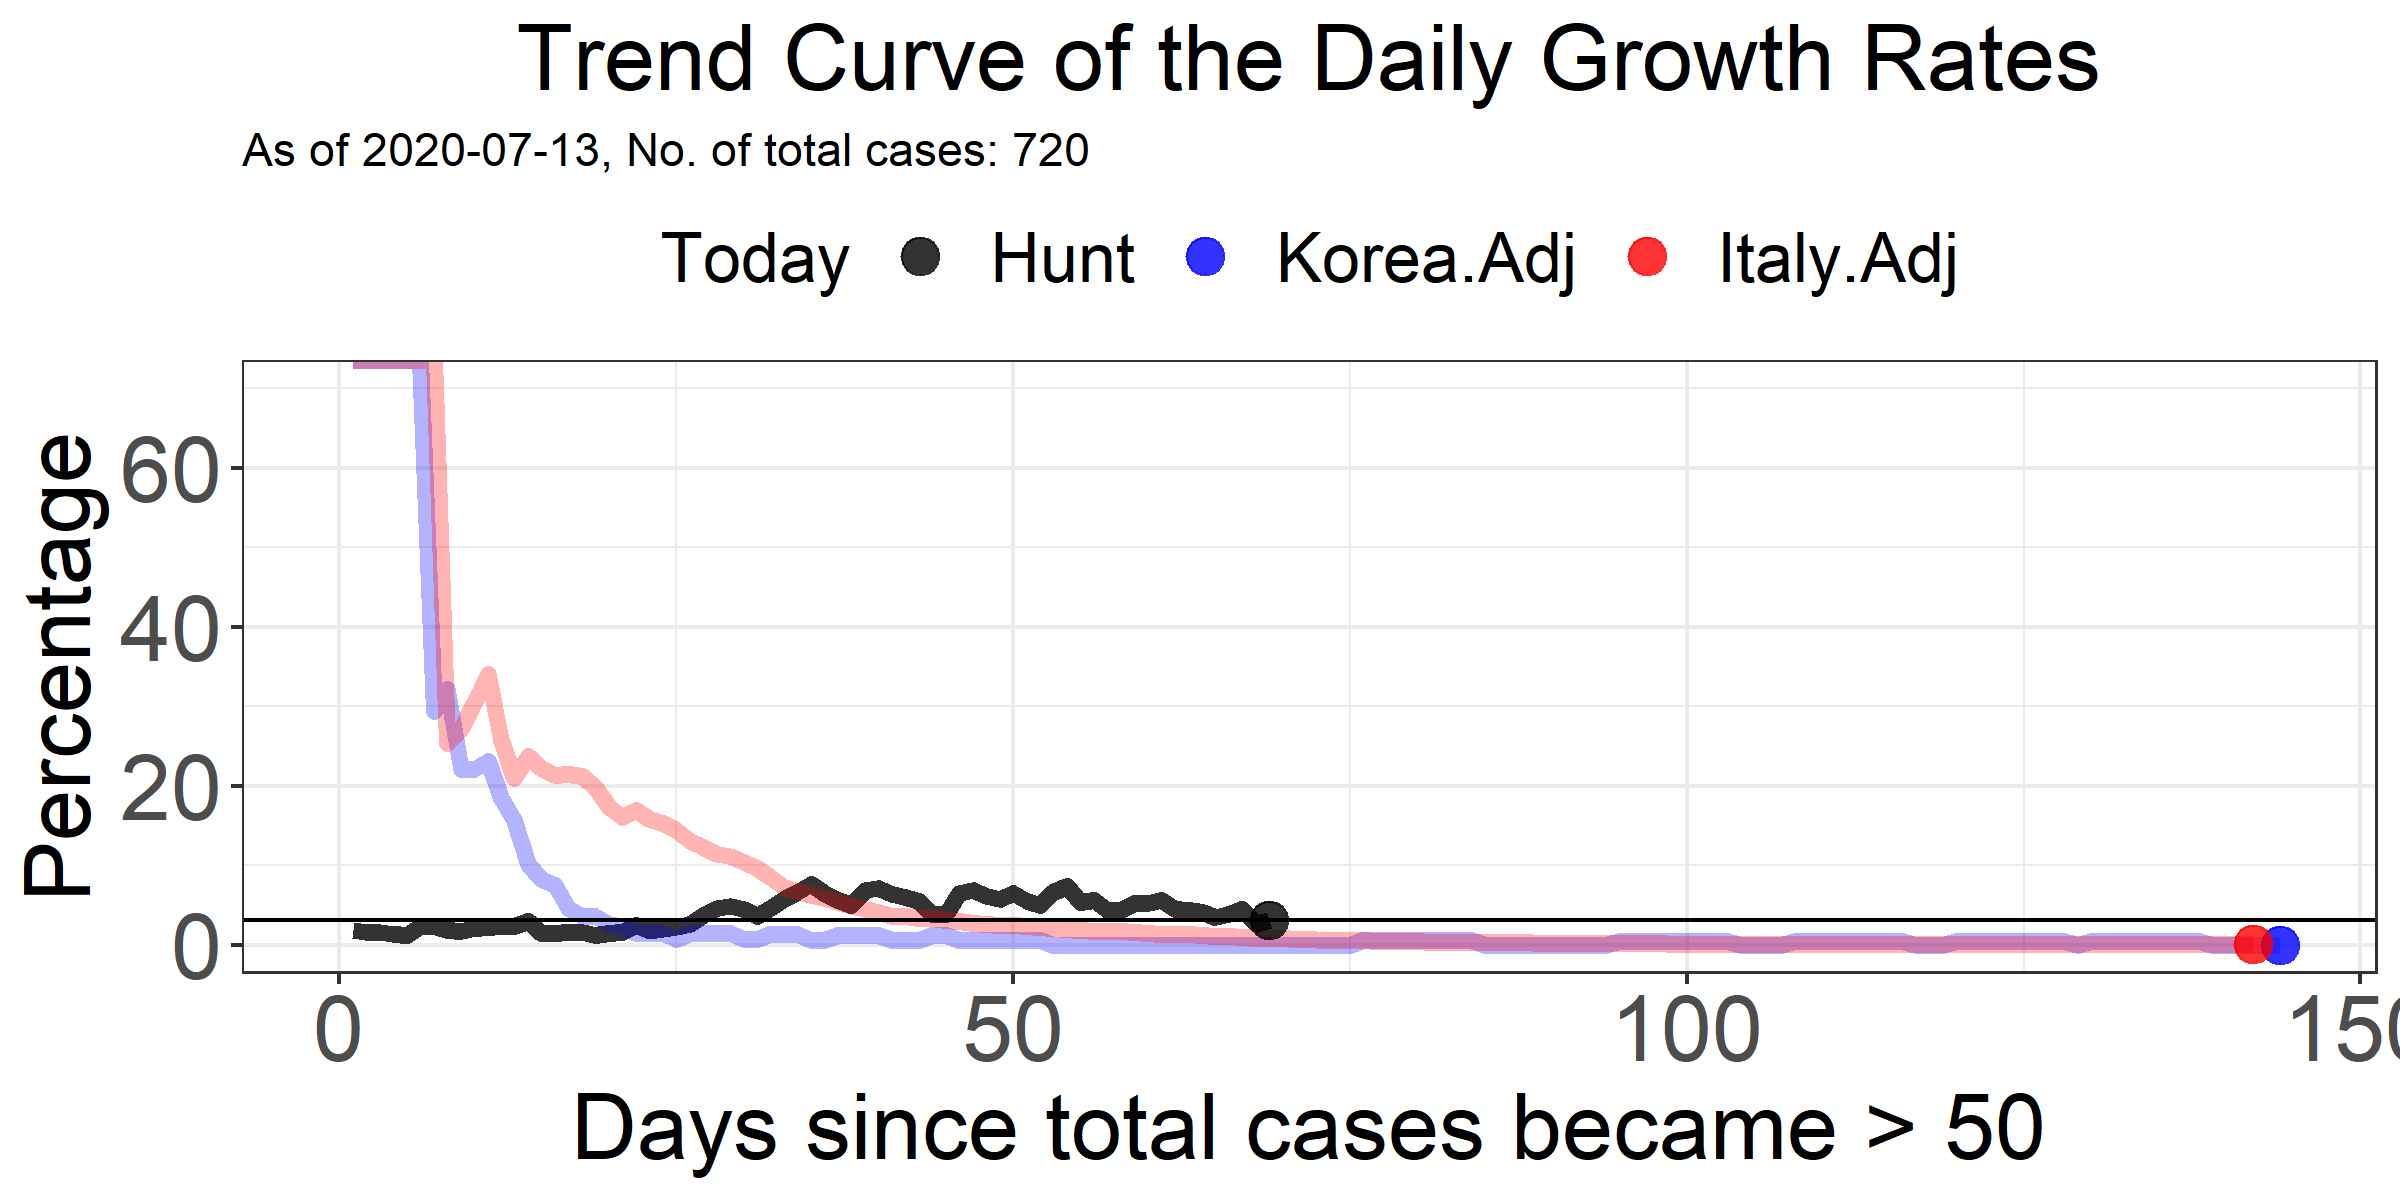 Trend Curve of the Daily Growth Rates
As of 2020-07-13, No. of total cases: 720
Today Hunt Korea.Adj Italy.Adj
Percentage
60
40
20
0
0 50 100 150
Days since total cases became > 50